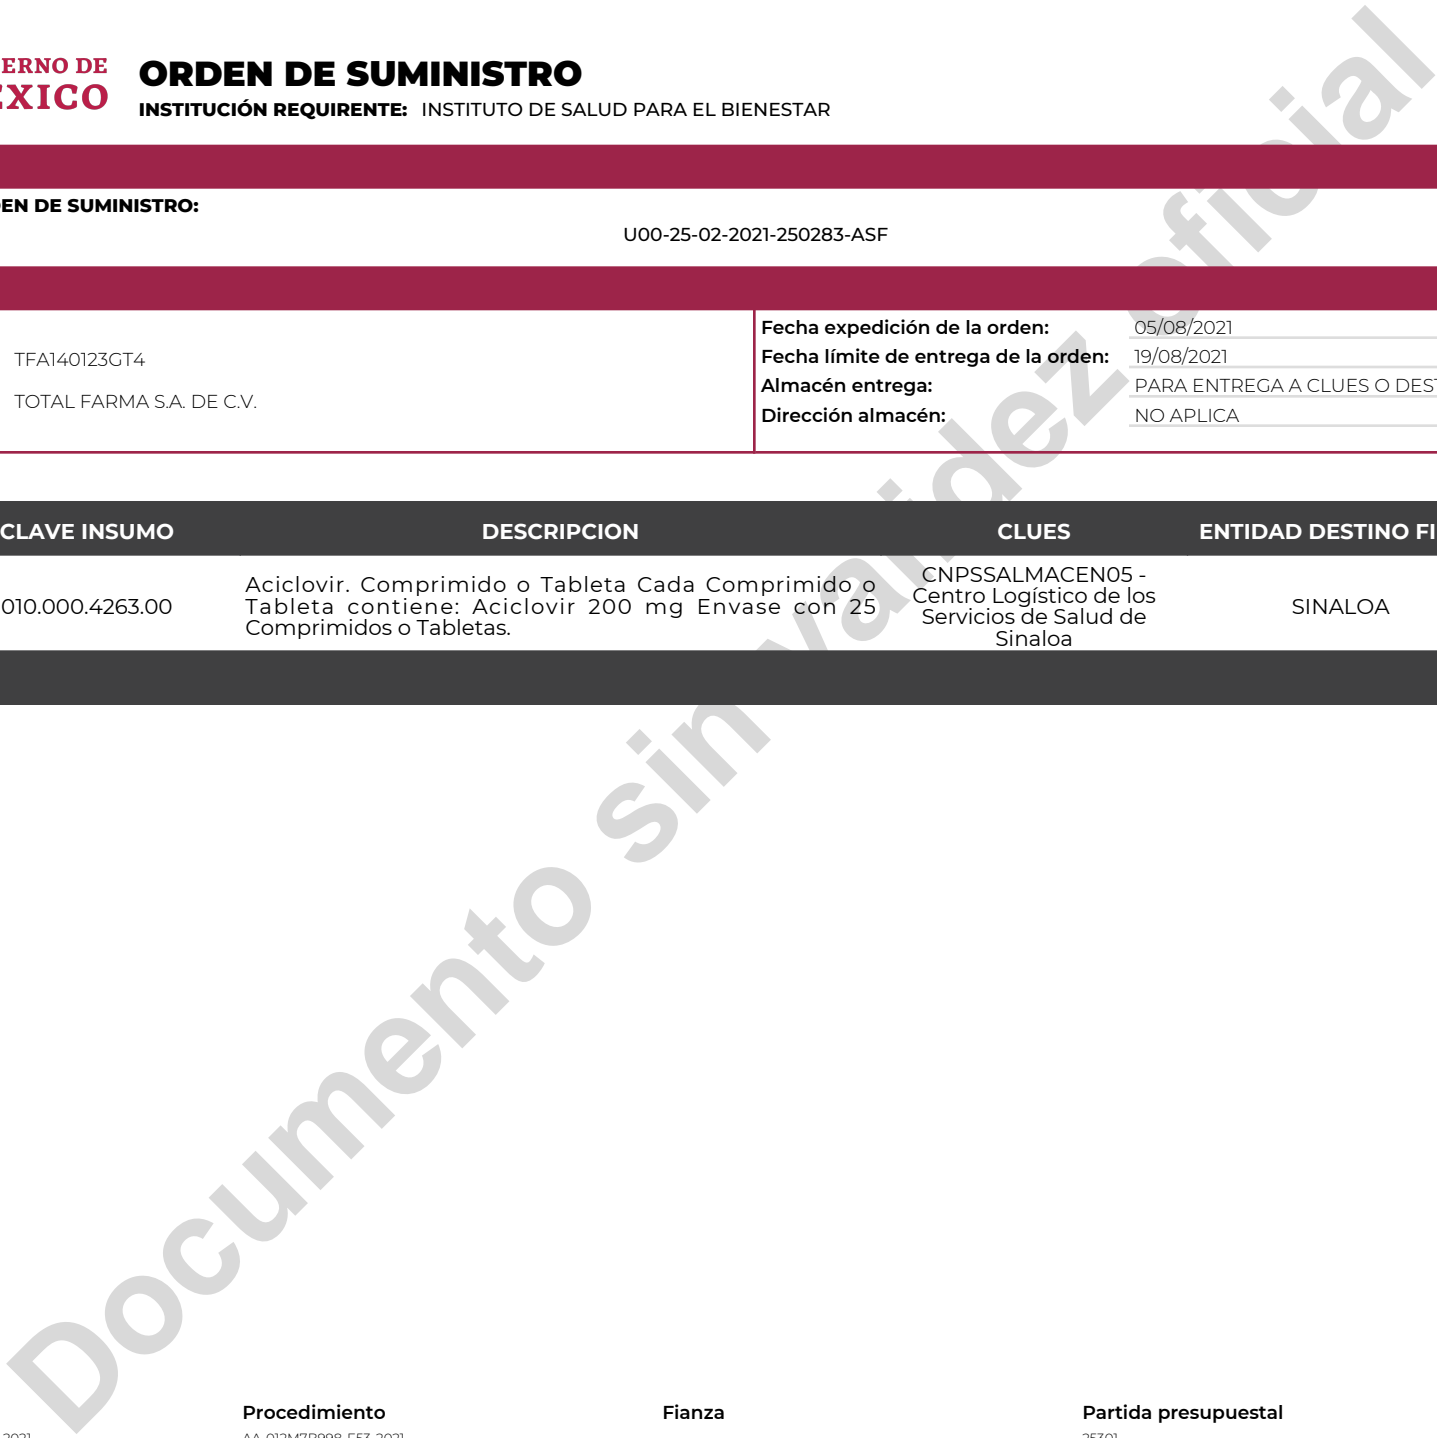 ERNO DE
EXICO
ORDEN DE SUMINISTRO
INSTITUCIÓN REQUIRENTE: INSTITUTO DE SALUD PARA EL BIENESTAR
EN DE SUMINISTRO:
U00-25-02-2021-250283-ASF
TFA140123GT4
TOTAL FARMA S.A. DE C.V.
Fecha expedición de la orden: 05/08/2021
Fecha límite de entrega de la orden: 19/08/2021
Almacén entrega: PARA ENTREGA A CLUES O DEST
Dirección almacén: NO APLICA
CLAVE INSUMO DESCRIPCION CLUES ENTIDAD DESTINO FI
010.000.4263.00
Aciclovir. Comprimido o Tableta Cada Comprimido o
Tableta contiene: Aciclovir 200 mg Envase con 25
Comprimidos o Tabletas.
CNPSSALMACEN05 -
Centro Logístico de los
Servicios de Salud de
Sinaloa
SINALOA
Documento sin validez oficial
Procedimiento Fianza Partida presupuestal